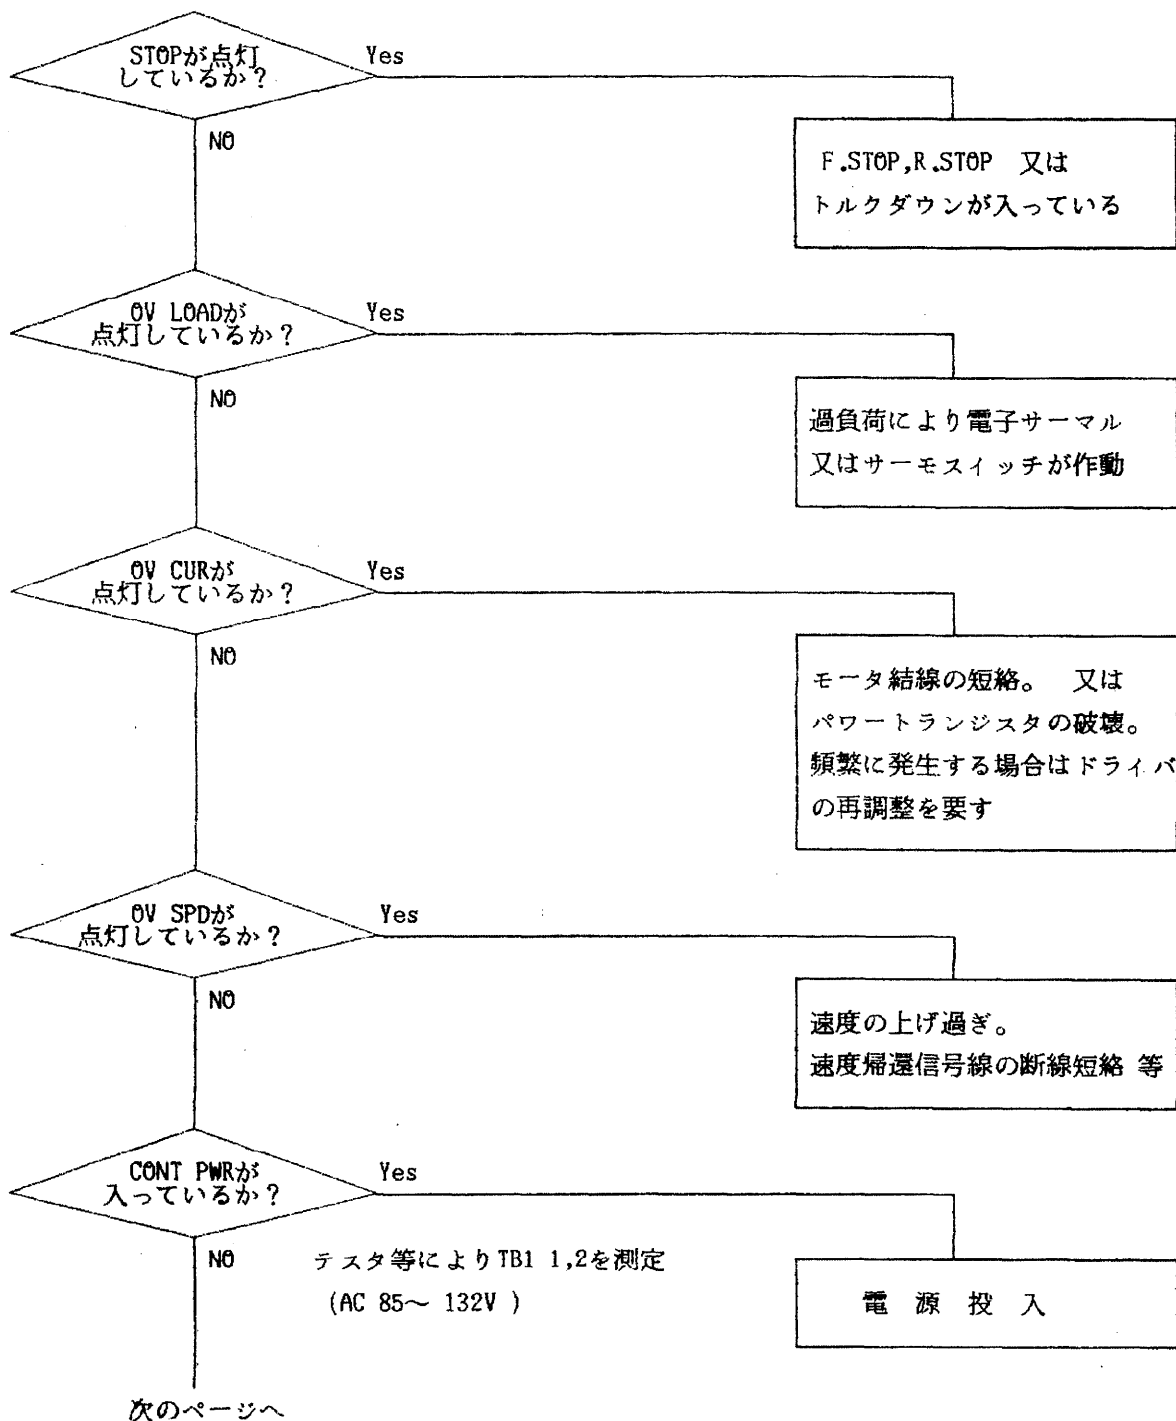 STOPが点灯
しているか？
Yes
NO
F.STOP,R.STOP 又は
トルクダウンが入っている
OV LOADが
点灯しているか？
Yes
NO
過負荷により電子サーマル
又はサーモスイッチが作動
OV CURが
点灯しているか？
Yes
NO
モータ結線の短絡。 又は
パワートランジスタの破壊。
頻繁に発生する場合はドライバ
の再調整を要す
OV SPDが
点灯しているか？
Yes
NO
速度の上げ過ぎ。
速度帰還信号線の断線短絡 等
CONT PWRが
入っているか？
Yes
NO
テスタ等によりTB1 1,2を測定
(AC 85～ 132V )
電 源 投 入
次のページへ